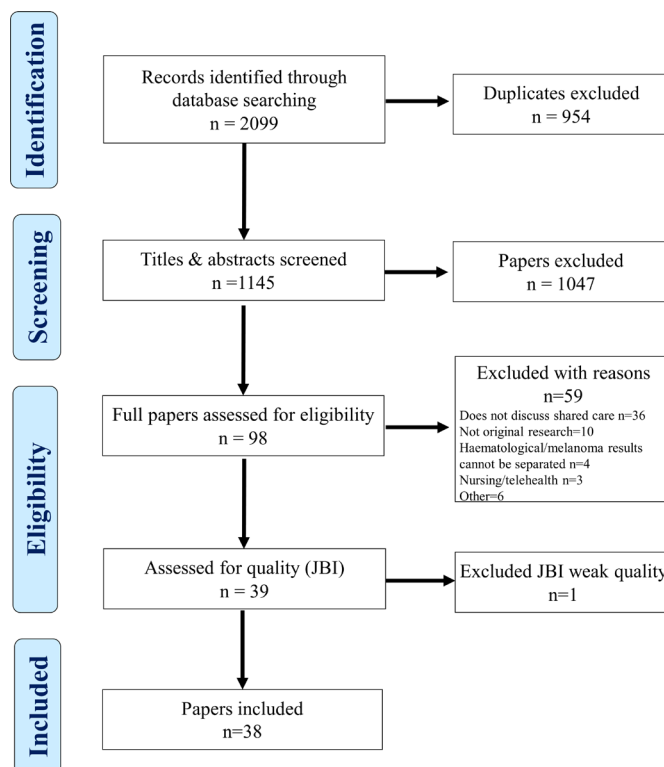 Identification
Records identified through
database searching
n = 2099
Duplicates excluded
n = 954
Screening
Titles & abstracts screened
n =1145
Papers excluded
n = 1047
Eligibility
Full papers assessed for eligibility
n = 98
Excluded with reasons
n=59
Does not discuss shared care n=36
Not original research=10
Haematological/melanoma results
cannot be separated n=4
Nursing/telehealth n=3
Other=6
Assessed for quality (JBI)
n = 39
Excluded JBI weak quality
n=1
Included
Papers included
n=38